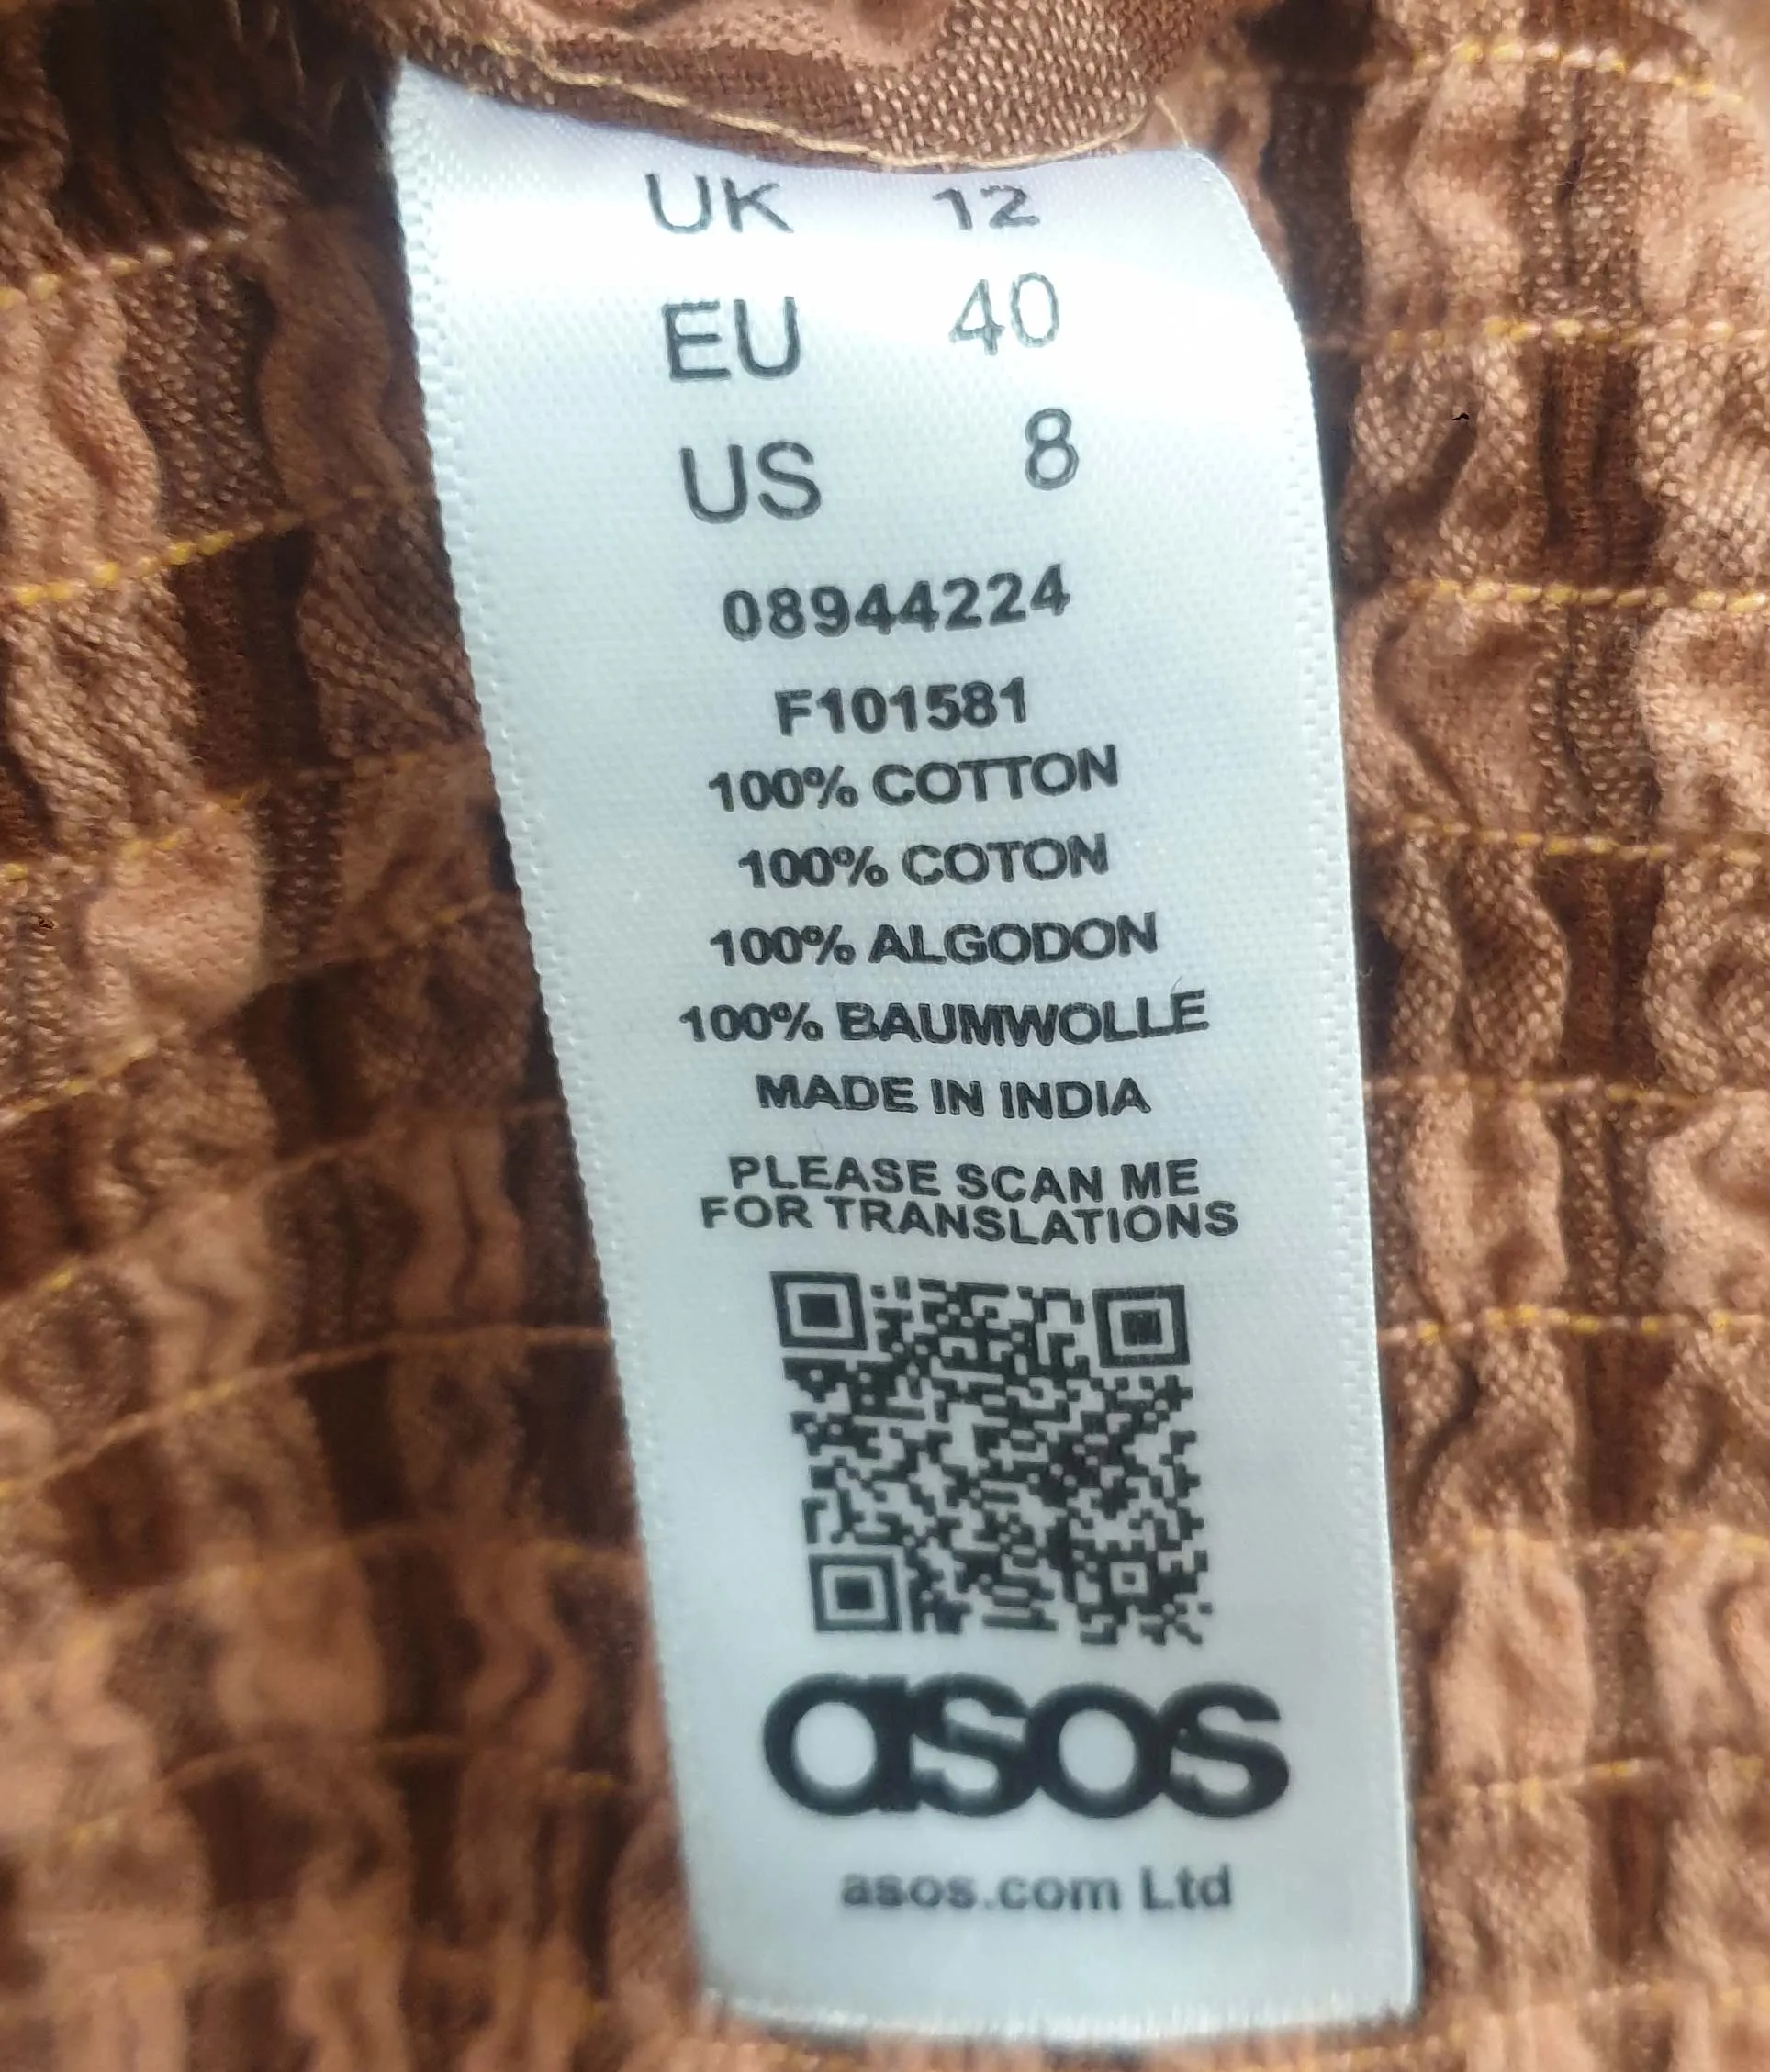 UK 12
EU 40
US 8
08944224
F101581
100% COTTON
100% COTON
100% ALGODON
100% BAUMWOLLE
MADE IN INDIA
PLEASE SCAN ME
FOR TRANSLATIONS
asos
asos.com Ltd